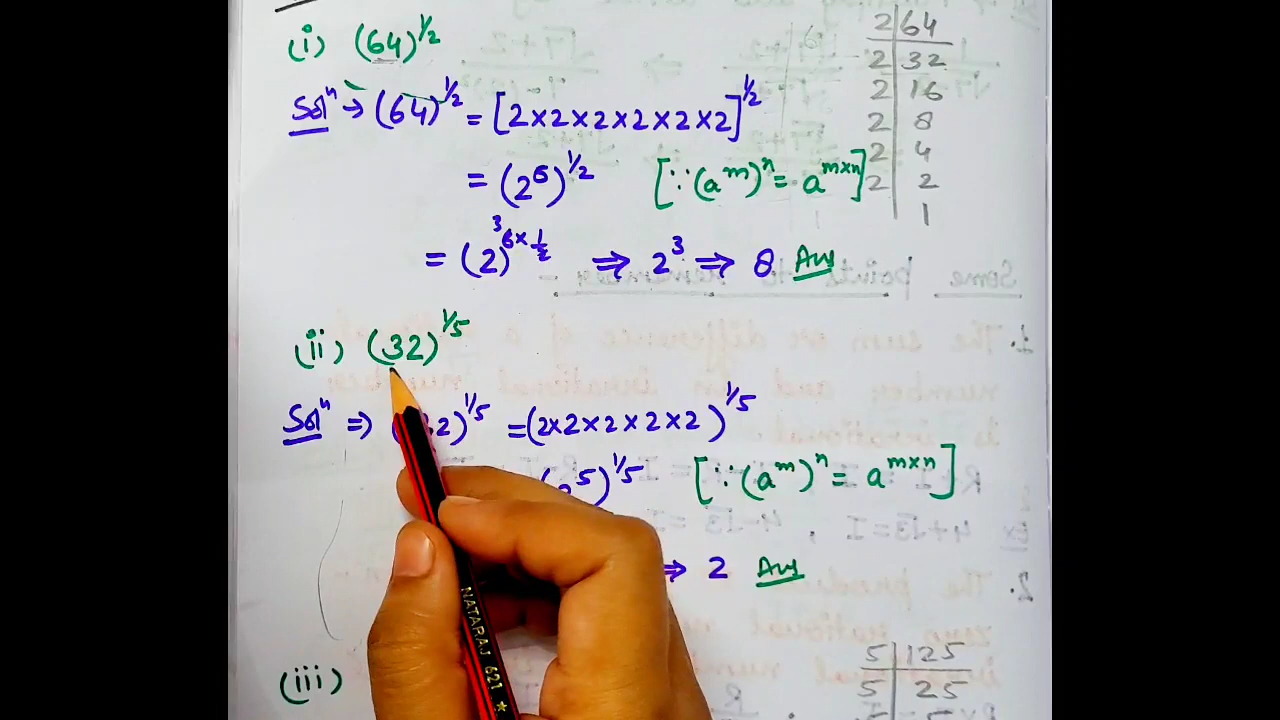 (i) (64)^1/2
Solⁿ → (64)^1/2 = [2×2×2×2×2×2]^1/2
= (2^6)^1/2 [∵(a^m)^n = a^m×n]
= (2)^6×1/2 ⇒ 2^3 ⇒ 8 Ans
2|64
2|32
2|16
2|8
2|4
2|2
|1
(ii) (32)^1/5
Solⁿ ⇒ 2)^1/5 = (2×2×2×2×2)^1/5
5)^1/5 [∵(a^m)^n = a^m×n]
⇒ 2 Ans
NATARAJ 621
(iii)
5|125
5|25